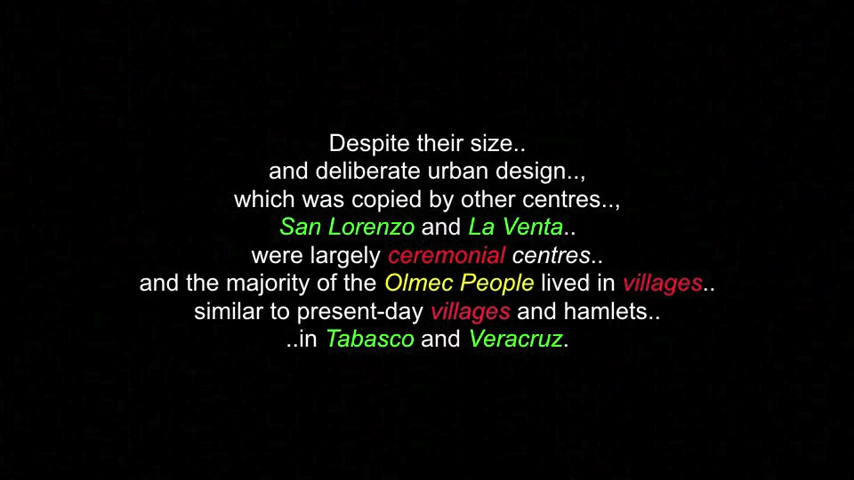 Despite their size..
and deliberate urban design..,
which was copied by other centres..,
San Lorenzo and La Venta..
were largely ceremonial centres..
and the majority of the Olmec People lived in villages..
similar to present-day villages and hamlets..
..in Tabasco and Veracruz.